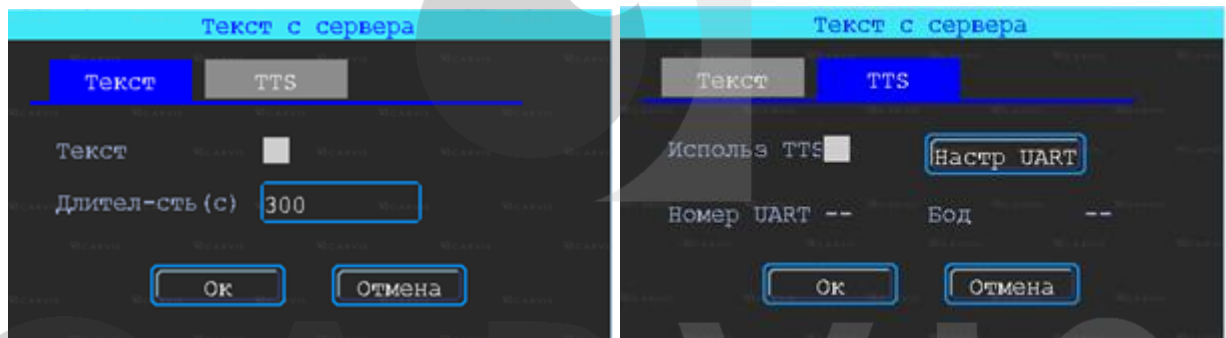 Текст с сервера
Текст TTS
Текст
Длител-сть(с) 300
Ок Отмена
Текст с сервера
Текст TTS
Использ TTS Настр UART
Номер UART -- Бод --
Ок Отмена